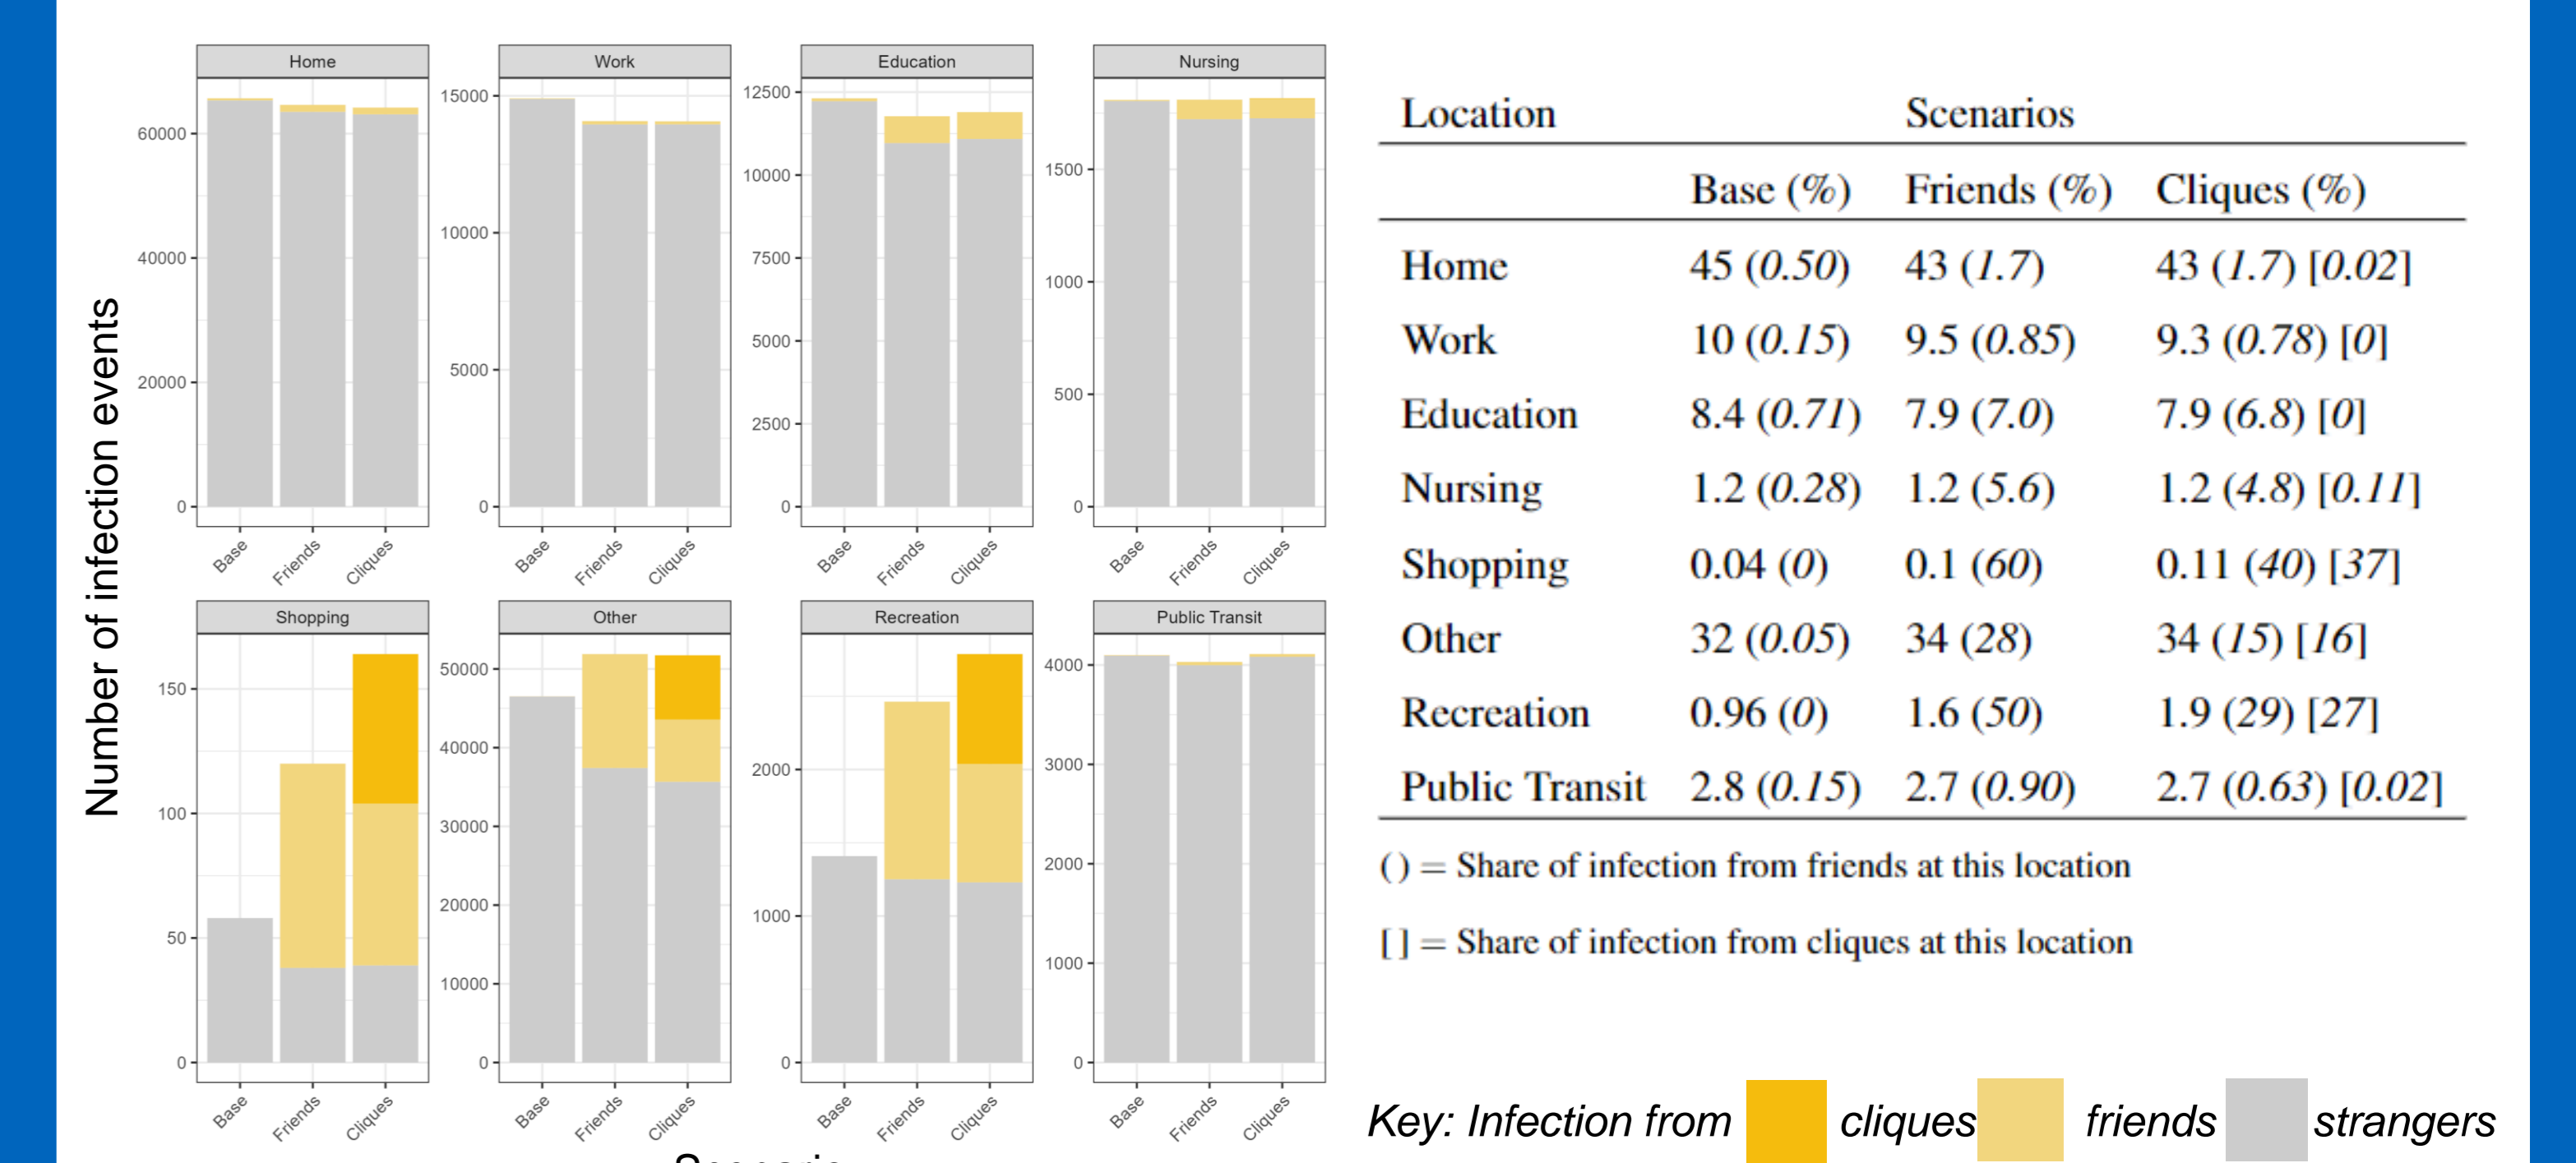 Number of infection events
Home
60000
40000
20000
0
Base
Friends
Cliques
Work
15000
10000
5000
0
Base
Friends
Cliques
Education
12500
10000
7500
5000
2500
0
Base
Friends
Cliques
Nursing
1500
1000
500
0
Base
Friends
Cliques
Shopping
150
100
50
0
Base
Friends
Cliques
Other
50000
40000
30000
20000
10000
0
Base
Friends
Cliques
Recreation
2000
1000
0
Base
Friends
Cliques
Public Transit
4000
3000
2000
1000
0
Base
Friends
Cliques
Location Scenarios
Base (%) Friends (%) Cliques (%)
Home 45 (0.50) 43 (1.7) 43 (1.7) [0.02]
Work 10 (0.15) 9.5 (0.85) 9.3 (0.78) [0]
Education 8.4 (0.71) 7.9 (7.0) 7.9 (6.8) [0]
Nursing 1.2 (0.28) 1.2 (5.6) 1.2 (4.8) [0.11]
Shopping 0.04 (0) 0.1 (60) 0.11 (40) [37]
Other 32 (0.05) 34 (28) 34 (15) [16]
Recreation 0.96 (0) 1.6 (50) 1.9 (29) [27]
Public Transit 2.8 (0.15) 2.7 (0.90) 2.7 (0.63) [0.02]
() = Share of infection from friends at this location
[] = Share of infection from cliques at this location
Key: Infection from cliques friends strangers